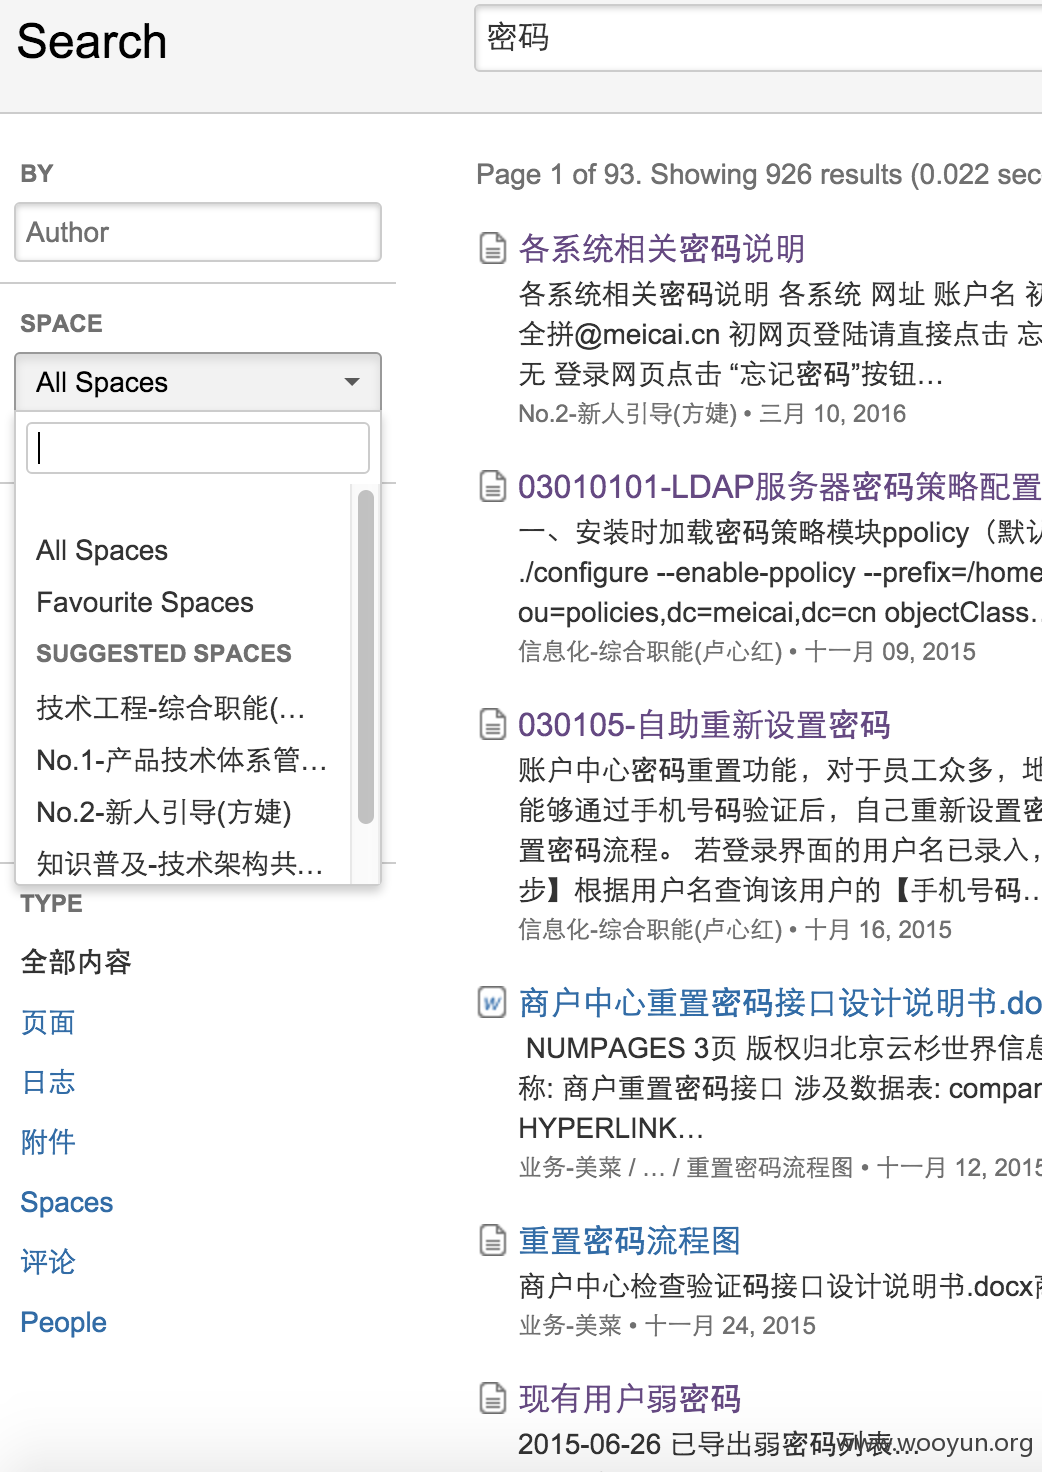 Search
密码
BY
Author
SPACE
All Spaces
All Spaces
Favourite Spaces
SUGGESTED SPACES
技术工程-综合职能(…
No.1-产品技术体系管…
No.2-新人引导(方婕)
知识普及-技术架构共…
TYPE
全部内容
页面
日志
附件
Spaces
评论
People
Page 1 of 93. Showing 926 results (0.022 sec
各系统相关密码说明
各系统相关密码说明 各系统 网址 账户名 初
全拼@meicai.cn 初网页登陆请直接点击 忘
无 登录网页点击 “忘记密码”按钮…
No.2-新人引导(方婕) • 三月 10, 2016
03010101-LDAP服务器密码策略配置
一、安装时加载密码策略模块ppolicy（默认
./configure --enable-ppolicy --prefix=/home
ou=policies,dc=meicai,dc=cn objectClass…
信息化-综合职能(卢心红) • 十一月 09, 2015
030105-自助重新设置密码
账户中心密码重置功能，对于员工众多，地
能够通过手机号码验证后，自己重新设置密
置密码流程。 若登录界面的用户名已录入，
步】根据用户名查询该用户的【手机号码…
信息化-综合职能(卢心红) • 十月 16, 2015
商户中心重置密码接口设计说明书.do
NUMPAGES 3页 版权归北京云杉世界信息
称: 商户重置密码接口 涉及数据表: compan
HYPERLINK…
业务-美菜 / … / 重置密码流程图 • 十一月 12, 2015
重置密码流程图
商户中心检查验证码接口设计说明书.docx商
业务-美菜 • 十一月 24, 2015
现有用户弱密码
2015-06-26 已导出弱密码列表…
www.wooyun.org